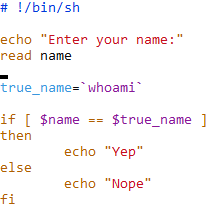 # !/bin/sh
echo "Enter your name:"
read name
true_name=`whoami`
if [ $name == $true_name ]
then
echo "Yep"
else
echo "Nope"
fi